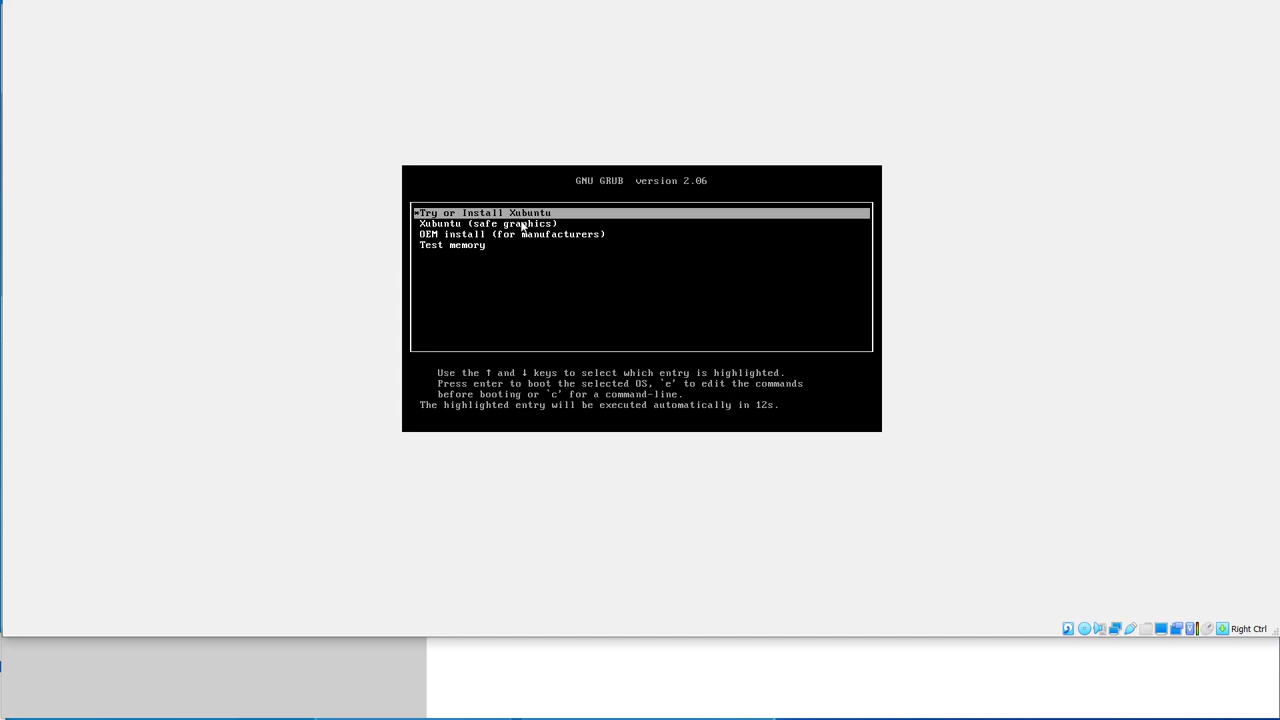 GNU GRUB  version 2.06
*Try or Install Xubuntu
Xubuntu (safe graphics)
OEM install (for manufacturers)
Test memory
Use the ↑ and ↓ keys to select which entry is highlighted.
Press enter to boot the selected OS, `e' to edit the commands
before booting or `c' for a command-line.
The highlighted entry will be executed automatically in 12s.
Right Ctrl